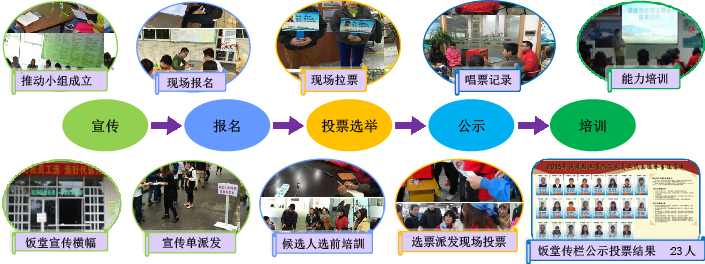 推动小组成立
现场报名
现场拉票
唱票记录
能力培训
宣传
报名
投票选举
公示
培训
饭堂宣传横幅
宣传单派发
候选人选前培训
选票派发现场投票
饭堂传栏公示投票结果 23人